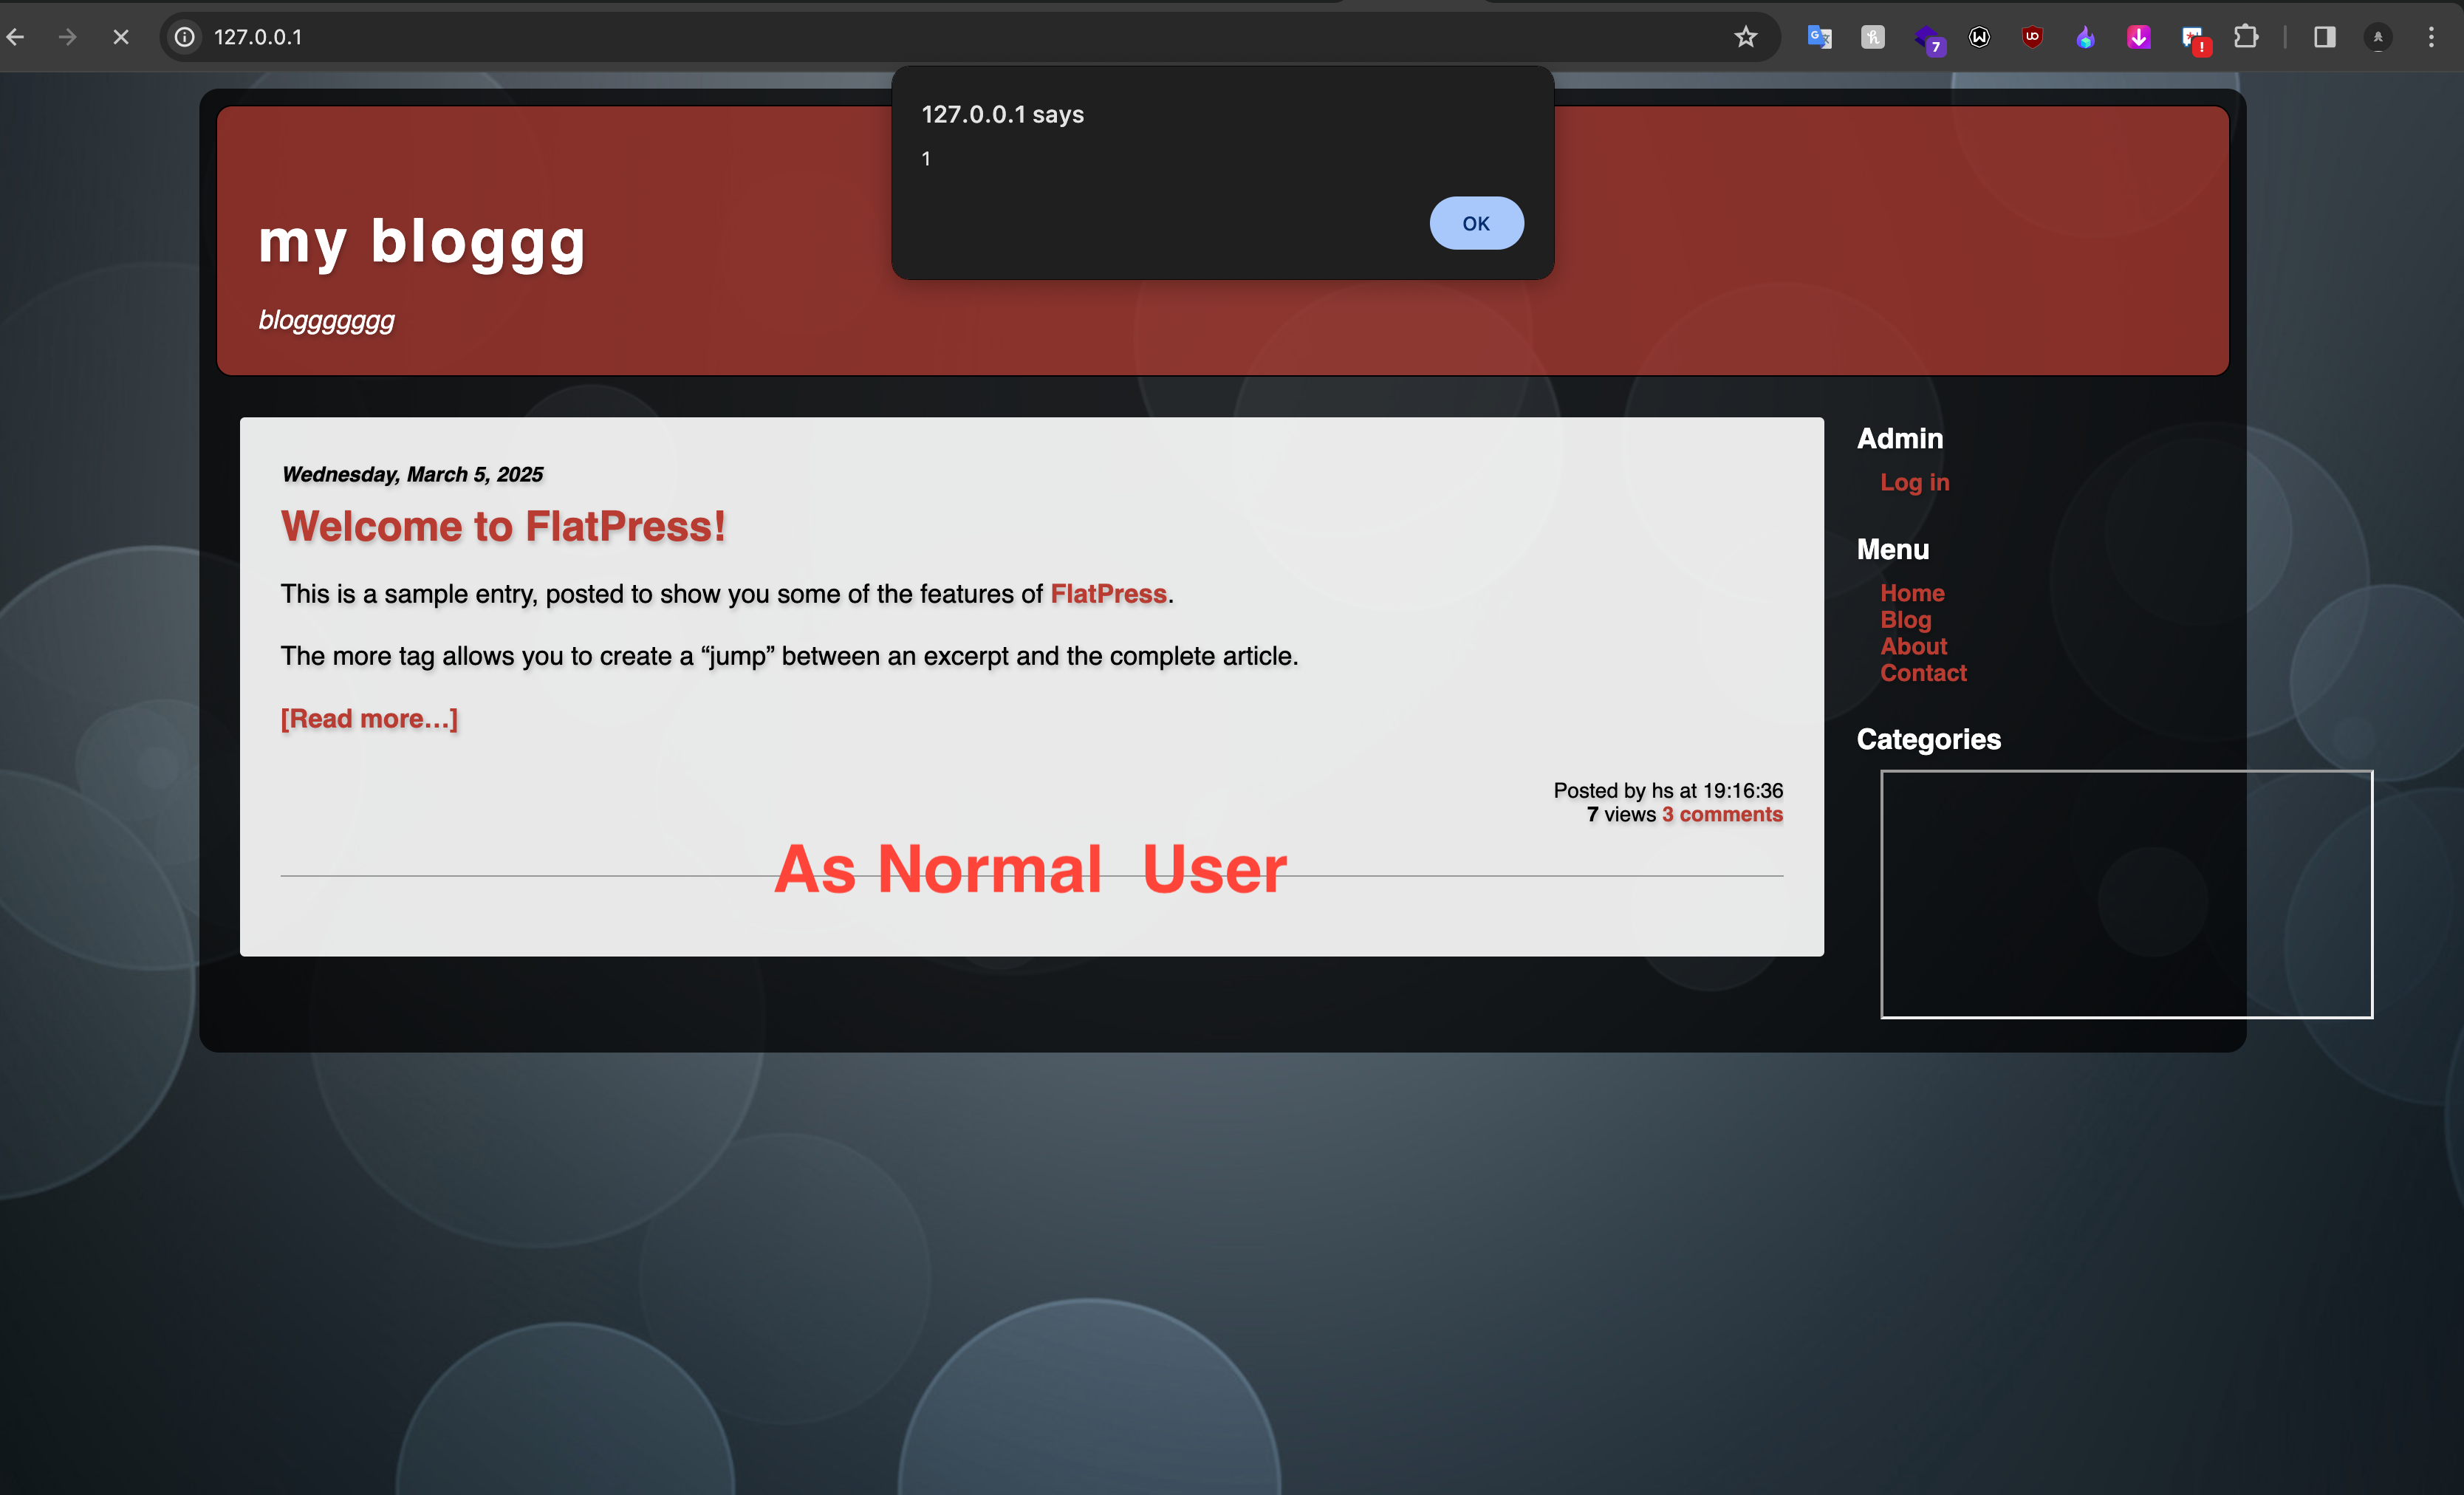 127.0.0.1
7
127.0.0.1 says
1
OK
my bloggg
bloggggggg
Wednesday, March 5, 2025
Welcome to FlatPress!
This is a sample entry, posted to show you some of the features of FlatPress.
The more tag allows you to create a “jump” between an excerpt and the complete article.
[Read more…]
Posted by hs at 19:16:36
7 views 3 comments
As Normal  User
Admin
Log in
Menu
Home
Blog
About
Contact
Categories